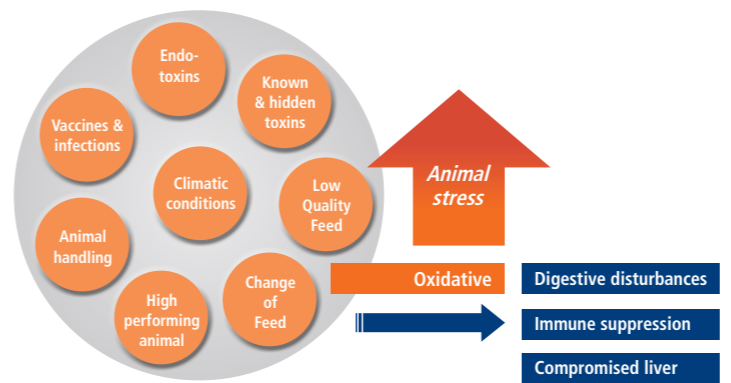 Endo-
toxins
Known
& hidden
toxins
Vaccines &
infections
Climatic
conditions
Low
Quality
Feed
Animal
handling
Change
of
Feed
High
performing
animal
Animal
stress
Oxidative
Digestive disturbances
Immune suppression
Compromised liver